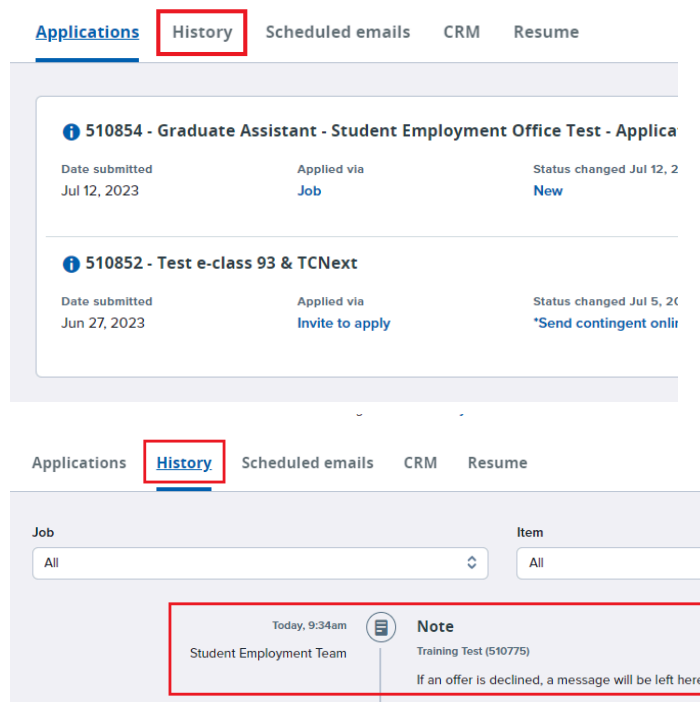 Applications History Scheduled emails CRM Resume
510854 - Graduate Assistant - Student Employment Office Test - Applica
Date submitted Applied via Status changed Jul 12, 2
Jul 12, 2023 Job New
510852 - Test e-class 93 & TCNext
Date submitted Applied via Status changed Jul 5, 20
Jun 27, 2023 Invite to apply *Send contingent onlin
Applications History Scheduled emails CRM Resume
Job Item
All All
Today, 9:34am Note
Student Employment Team Training Test (510775)
If an offer is declined, a message will be left here